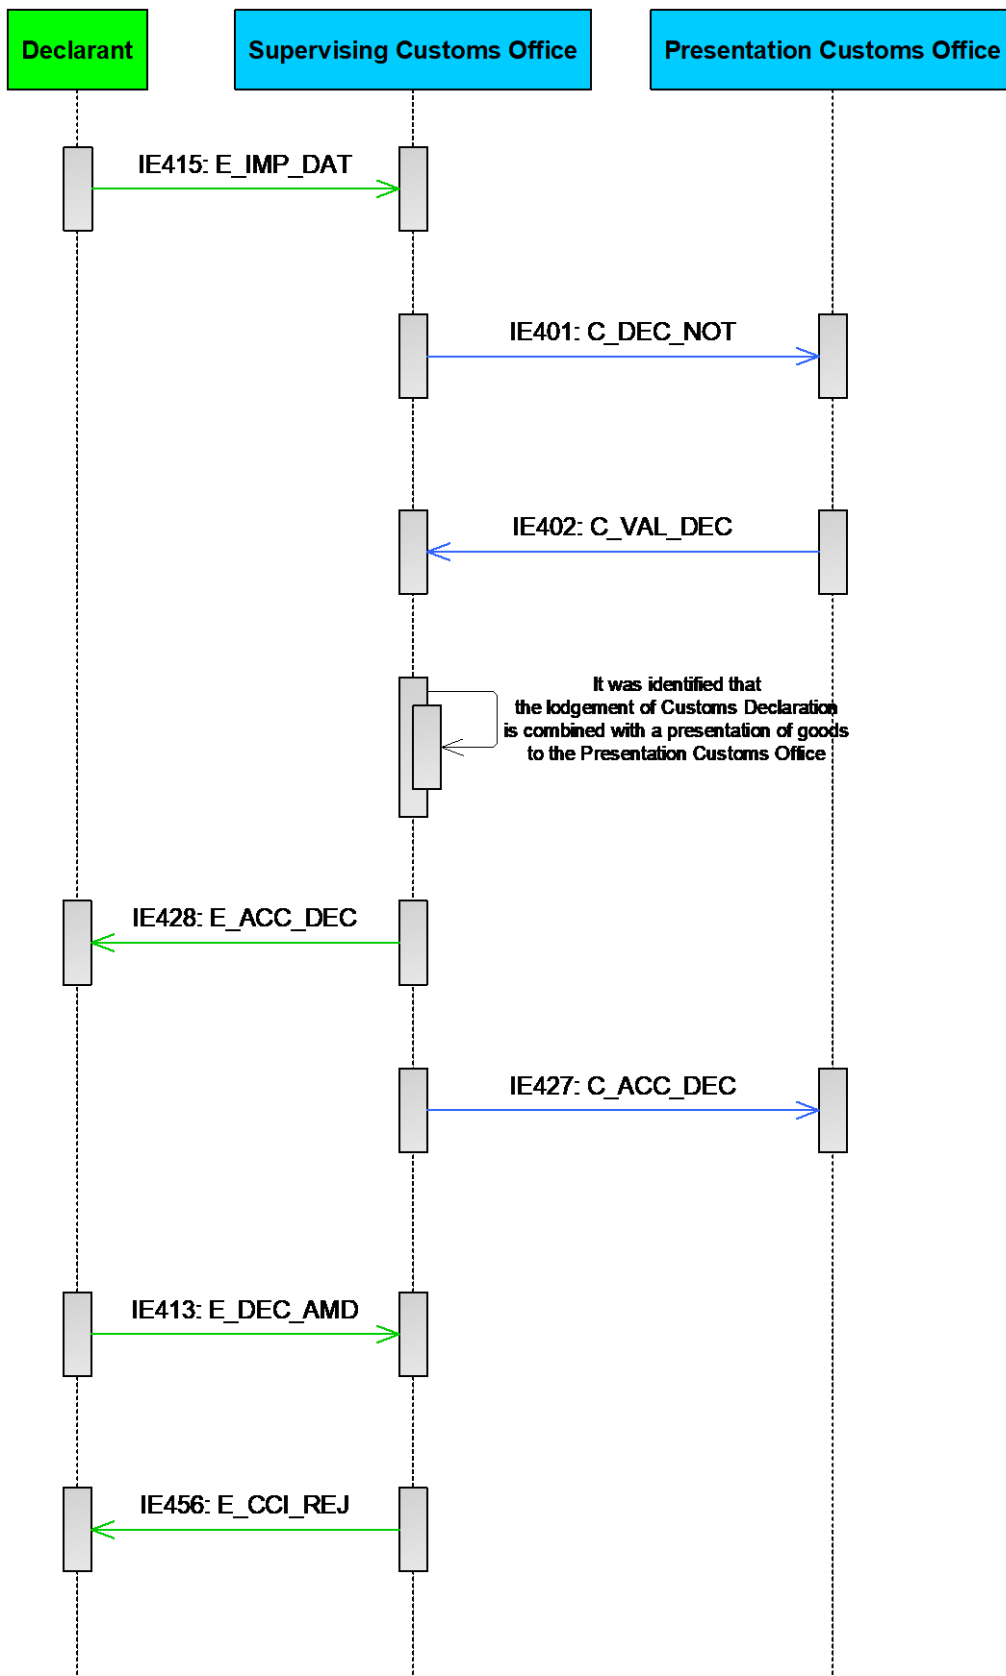 Declarant
Supervising Customs Office
Presentation Customs Office
IE415: E_IMP_DAT
IE401: C_DEC_NOT
IE402: C_VAL_DEC
It was identified that
the lodgement of Customs Declaration
is combined with a presentation of goods
to the Presentation Customs Office
IE428: E_ACC_DEC
IE427: C_ACC_DEC
IE413: E_DEC_AMD
IE456: E_CCI_REJ